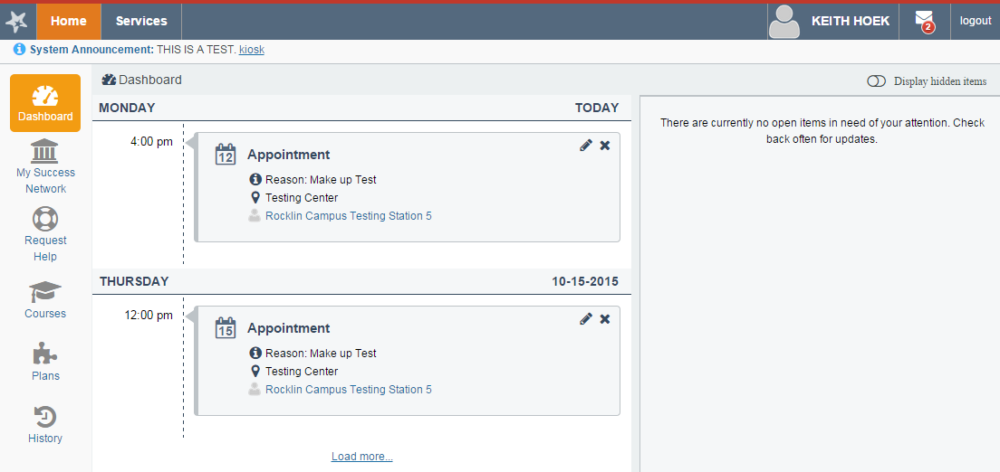 Home
Services
KEITH HOEK
2
logout
System Announcement: THIS IS A TEST. kiosk
Dashboard
My Success
Network
Request
Help
Courses
Plans
History
Dashboard
Display hidden items
MONDAY TODAY
4:00 pm
12
Appointment
Reason: Make up Test
Testing Center
Rocklin Campus Testing Station 5
THURSDAY 10-15-2015
12:00 pm
15
Appointment
Reason: Make up Test
Testing Center
Rocklin Campus Testing Station 5
Load more...
There are currently no open items in need of your attention. Check
back often for updates.